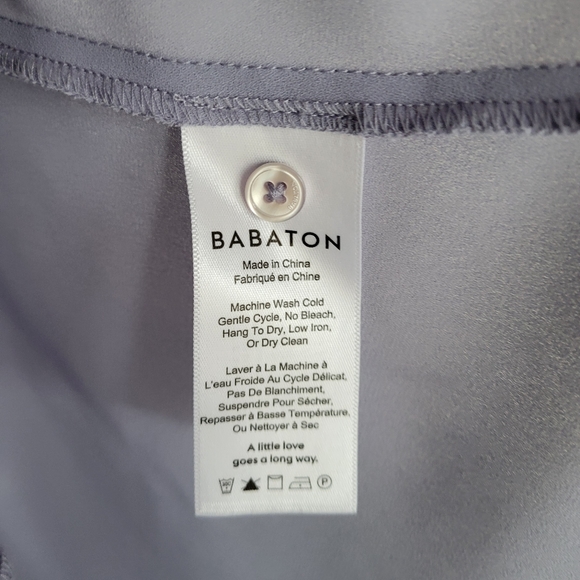 BABATON
Made in China
Fabriqué en Chine
Machine Wash Cold
Gentle Cycle, No Bleach,
Hang To Dry, Low Iron,
Or Dry Clean
Laver à La Machine à
L'eau Froide Au Cycle Délicat,
Pas De Blanchiment,
Suspendre Pour Sécher,
Repasser à Basse Température,
Ou Nettoyer à Sec
A little love
goes a long way.
P